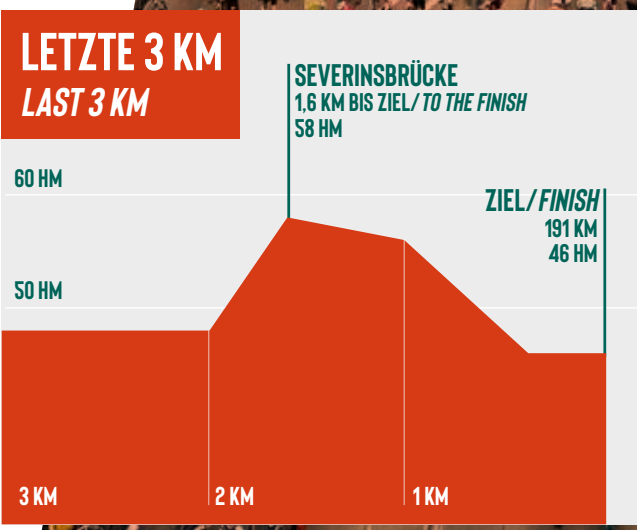 LETZTE 3 KM
LAST 3 KM
SEVERINSBRÜCKE
1,6 KM BIS ZIEL/TO THE FINISH
58 HM
60 HM
ZIEL/FINISH
191 KM
46 HM
50 HM
3 KM
2 KM
1 KM